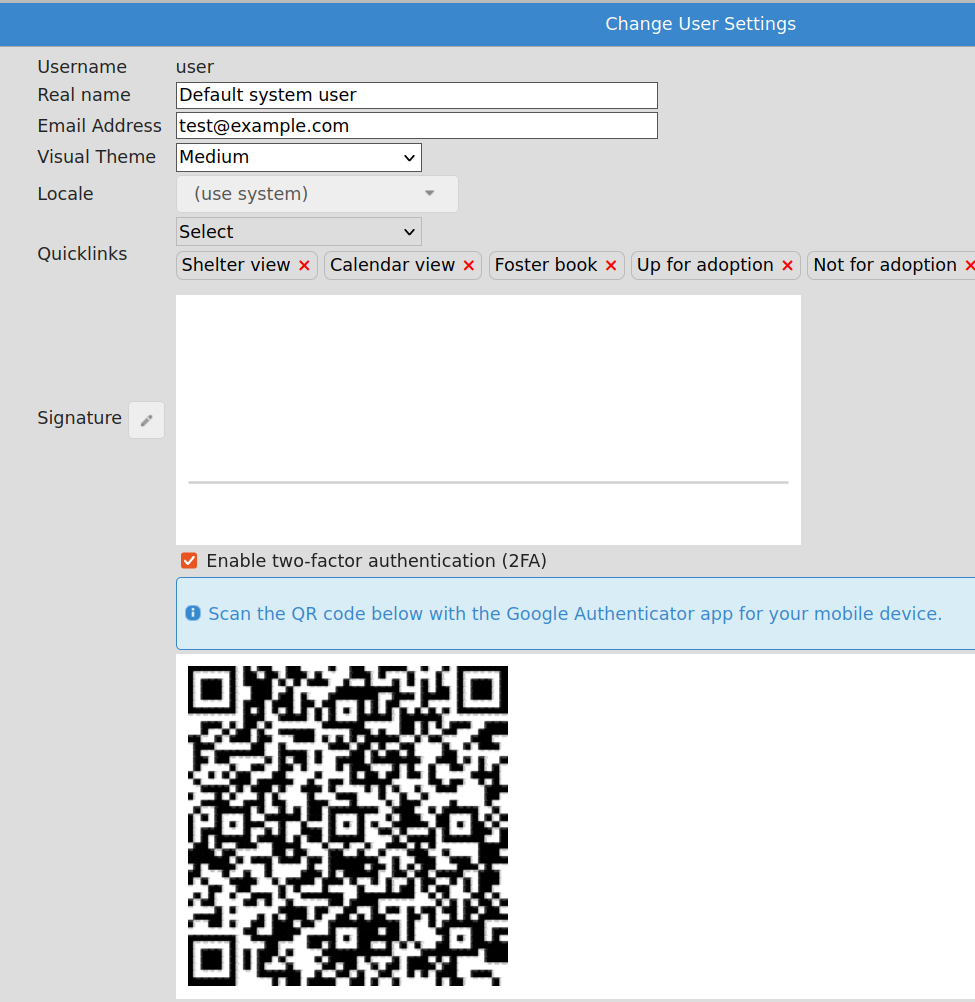 Change User Settings
Username user
Real name Default system user
Email Address test@example.com
Visual Theme Medium
Locale (use system)
Select
Quicklinks
Shelter view × Calendar view × Foster book × Up for adoption × Not for adoption ×
Signature
Enable two-factor authentication (2FA)
Scan the QR code below with the Google Authenticator app for your mobile device.